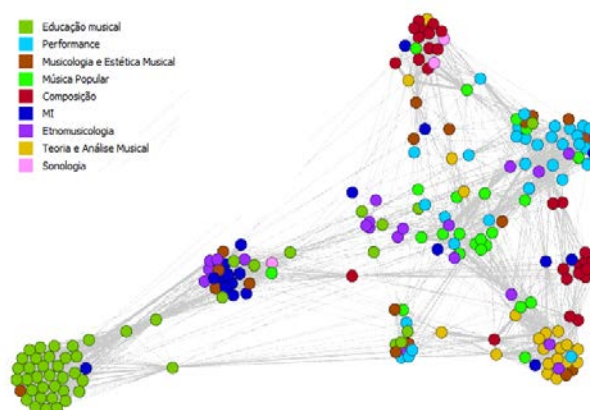 Educação musical
Performance
Musicologia e Estética Musical
Música Popular
Composição
MI
Etnomusicologia
Teoria e Análise Musical
Sonologia